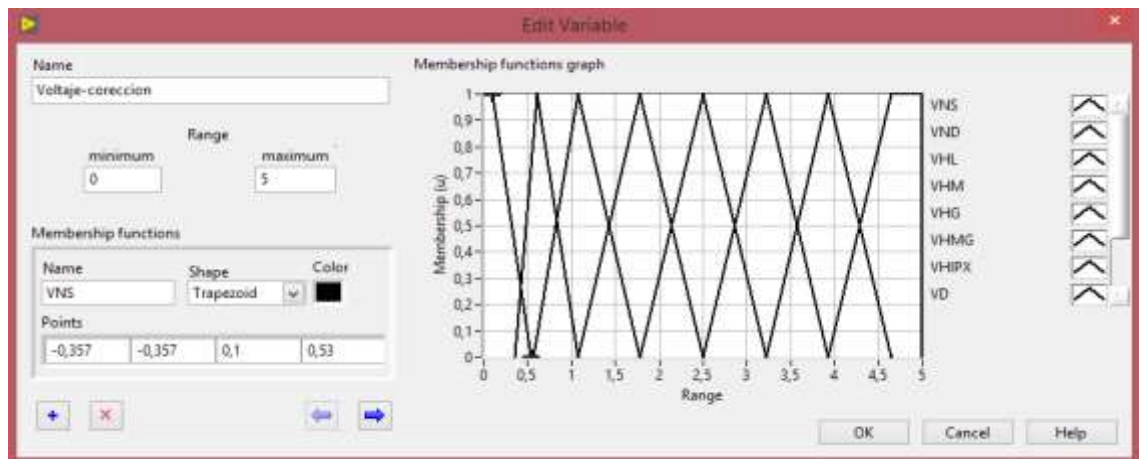 Edit Variable
Name
Voltaje-coreccion
Range
minimum
maximum
0
5
Membership functions
Name
Shape
Color
VNS
Trapezoid
Points
-0,357
-0,357
0,1
0,53
Membership functions graph
Membership (u)
1
0,9
0,8
0,7
0,6
0,5
0,4
0,3
0,2
0,1
0
0 0,5 1 1,5 2 2,5 3 3,5 4 4,5 5
Range
VNS
VND
VHL
VHM
VHG
VHMG
VHIPX
VD
OK
Cancel
Help